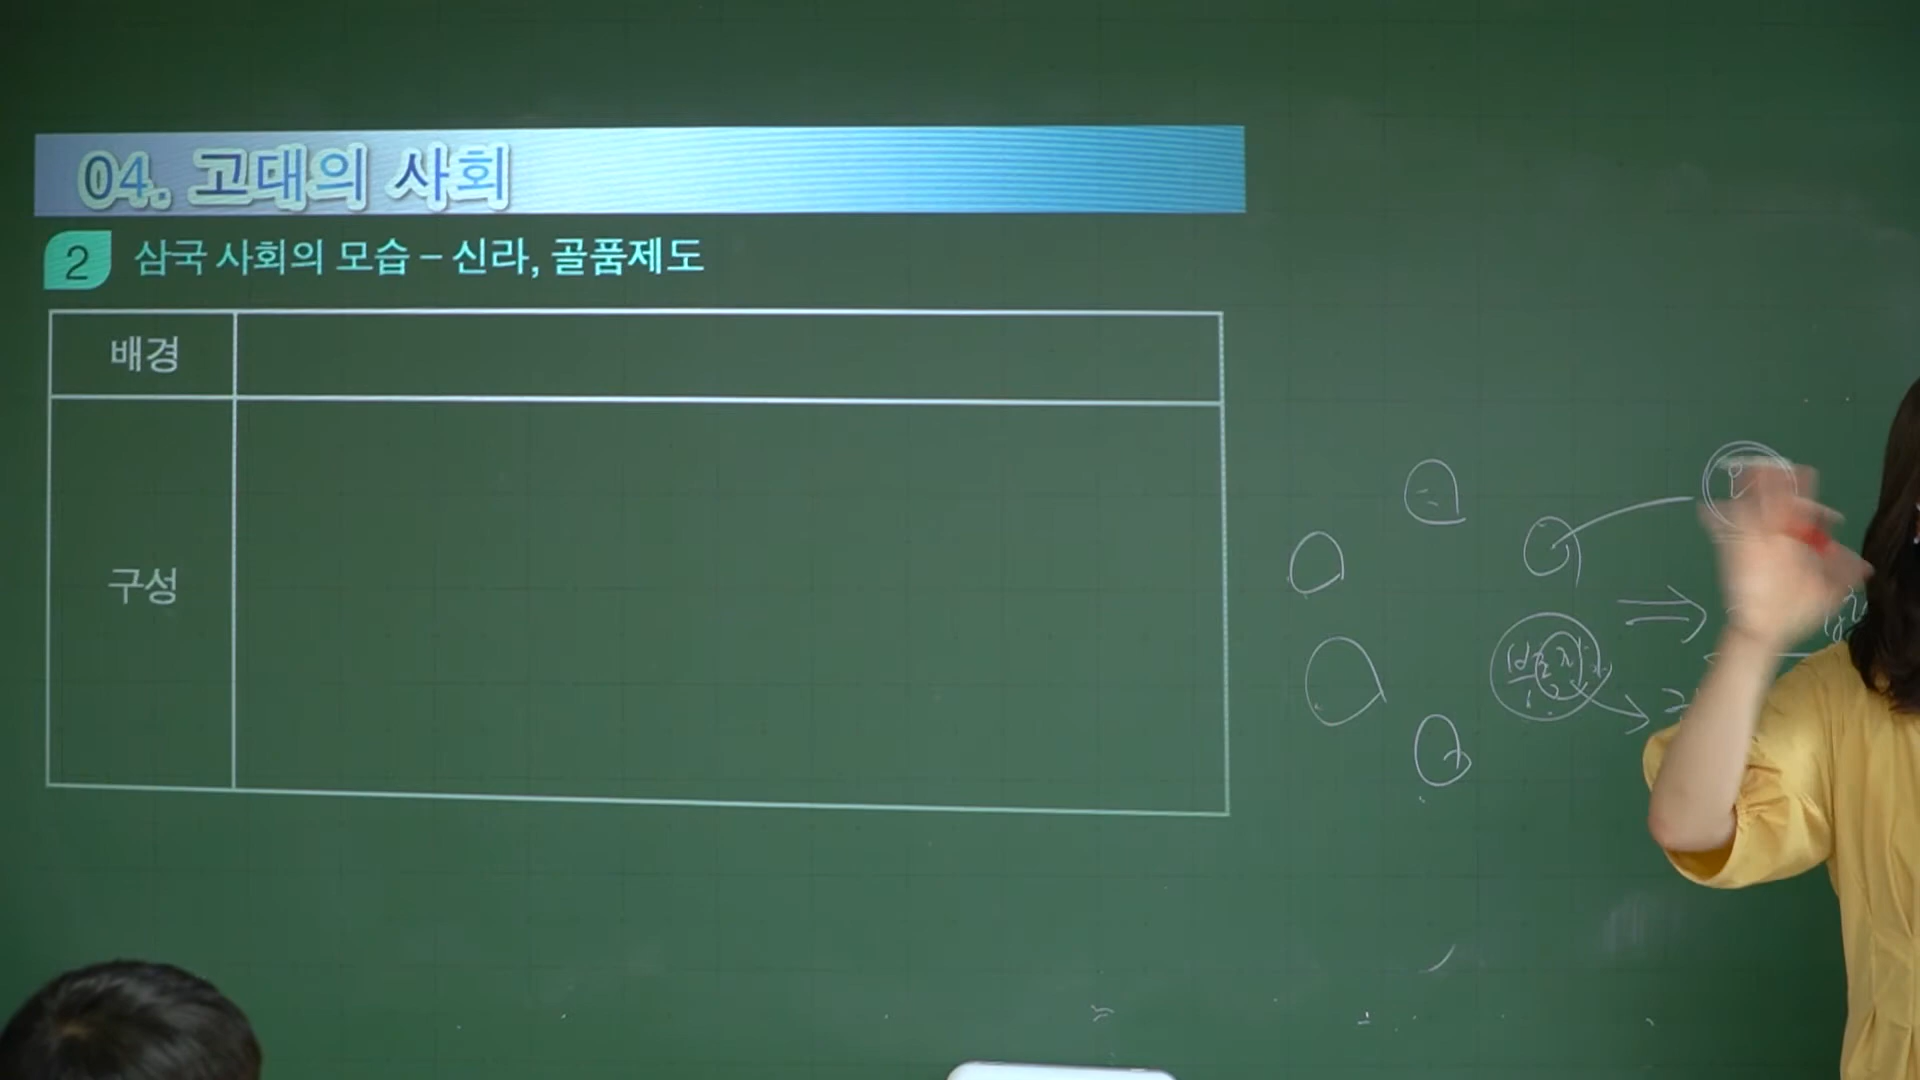 04. 고대의 사회
2 삼국 사회의 모습 – 신라, 골품제도
배경
구성